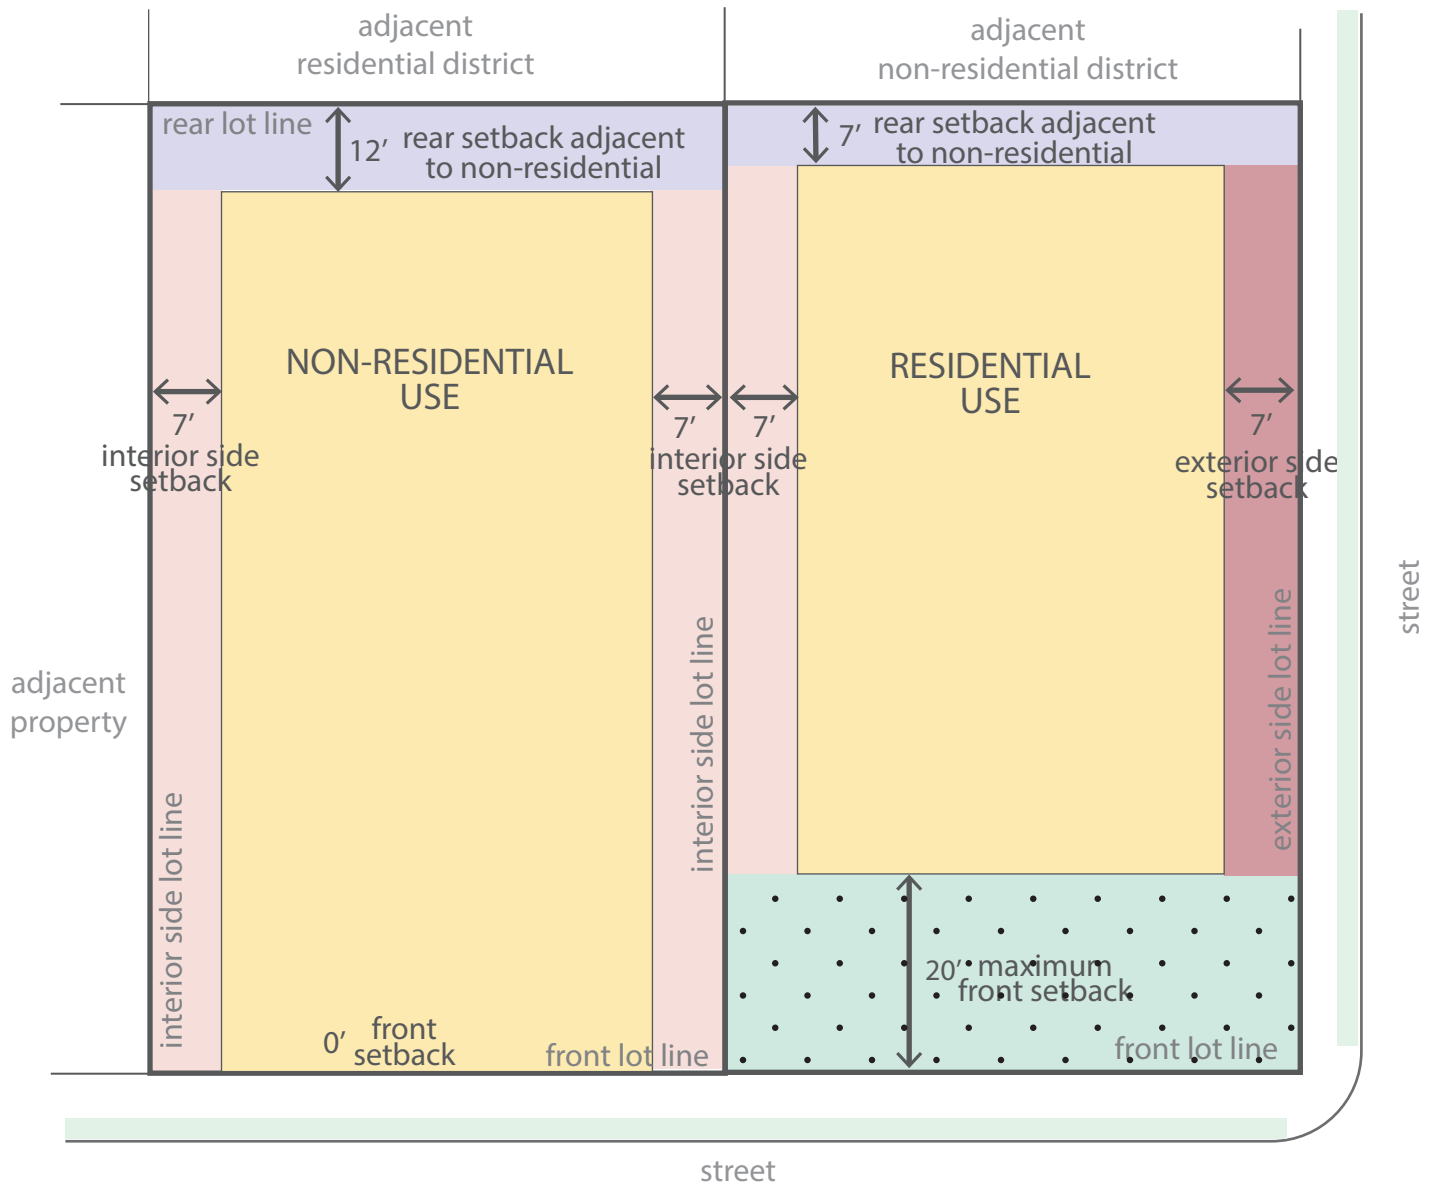 adjacent
residential district
adjacent
non-residential district
rear lot line
12’
rear setback adjacent
to non-residential
7’
rear setback adjacent
to non-residential
NON-RESIDENTIAL
USE
RESIDENTIAL
USE
7’
interior side
setback
7’
7’
interior side
setback
7’
exterior side
setback
street
adjacent
property
interior side lot line
interior side lot line
exterior side lot line
20’
maximum
front setback
0’
front
setback
front lot line
front lot line
street